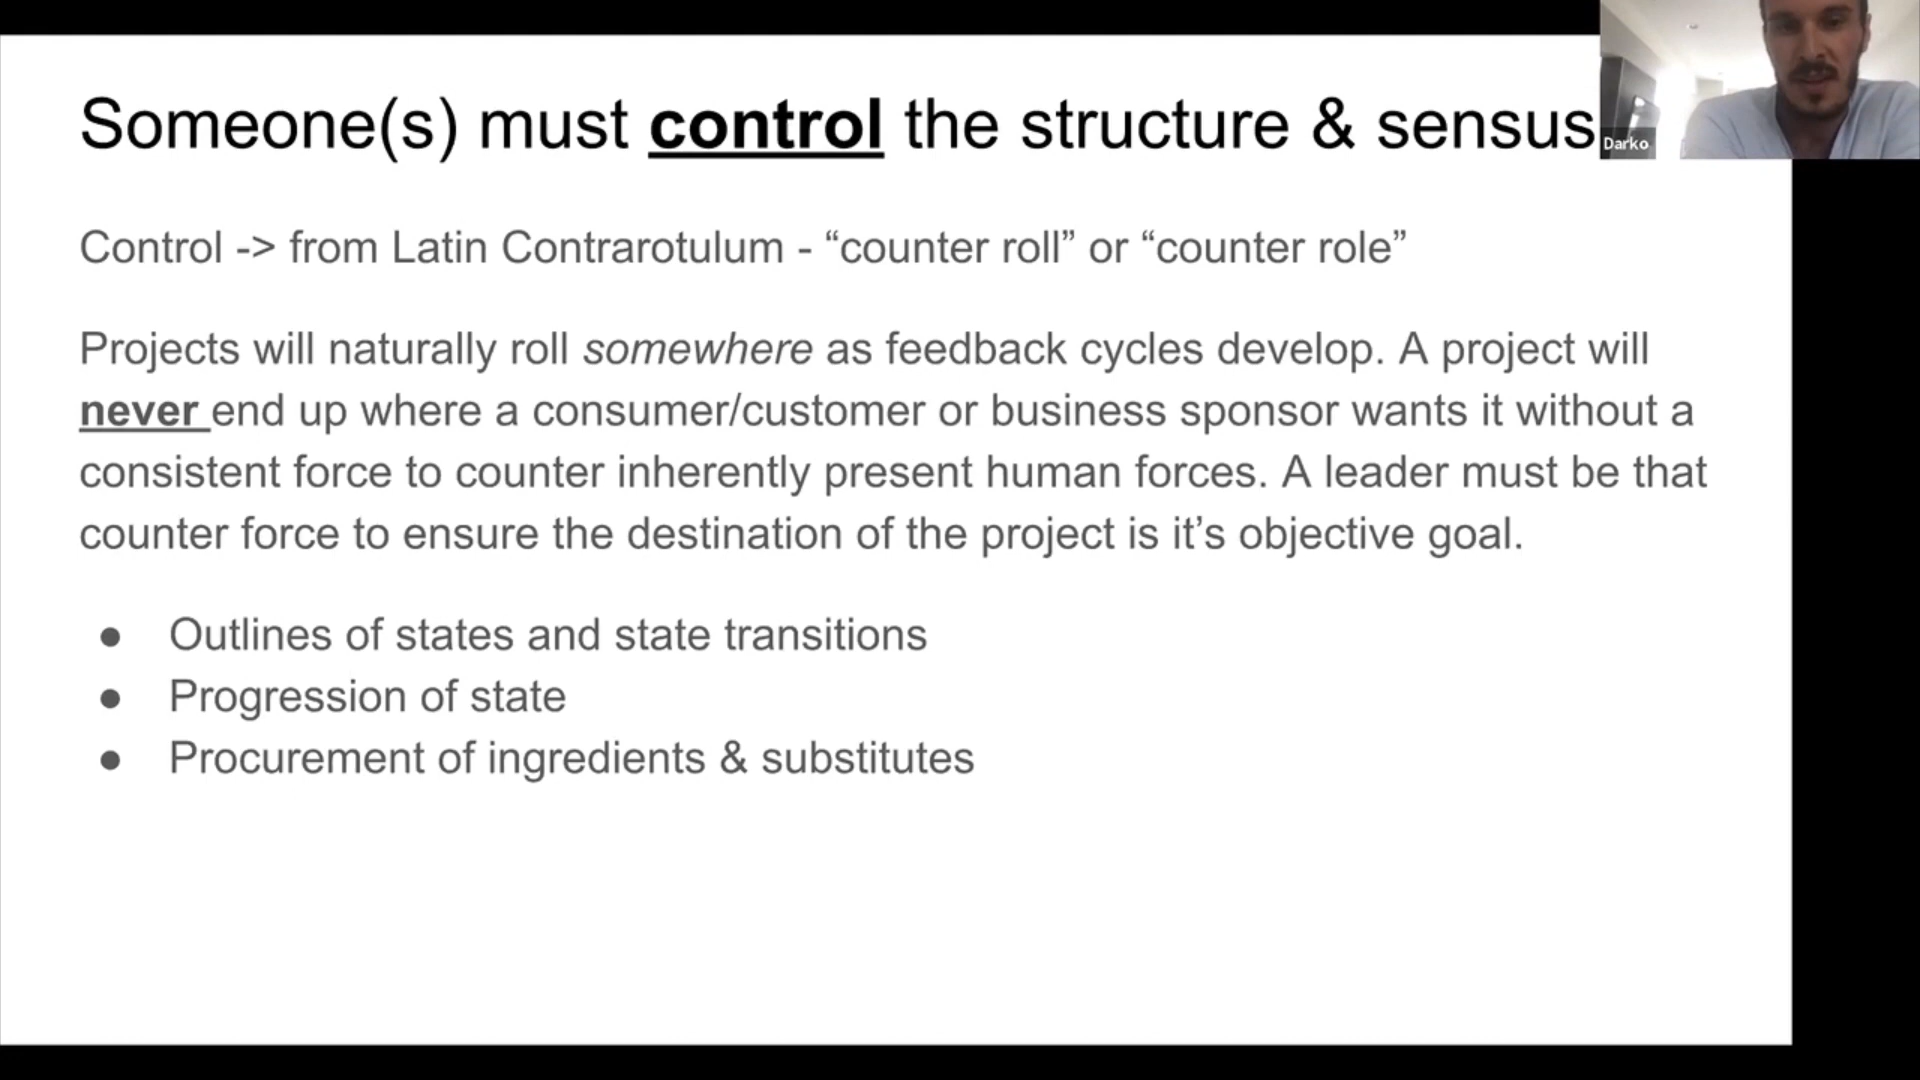 Someone(s) must control the structure & sensus
Darko
Control -> from Latin Contrarotulum - “counter roll” or “counter role”
Projects will naturally roll somewhere as feedback cycles develop. A project will
never end up where a consumer/customer or business sponsor wants it without a
consistent force to counter inherently present human forces. A leader must be that
counter force to ensure the destination of the project is it’s objective goal.
● Outlines of states and state transitions
● Progression of state
● Procurement of ingredients & substitutes